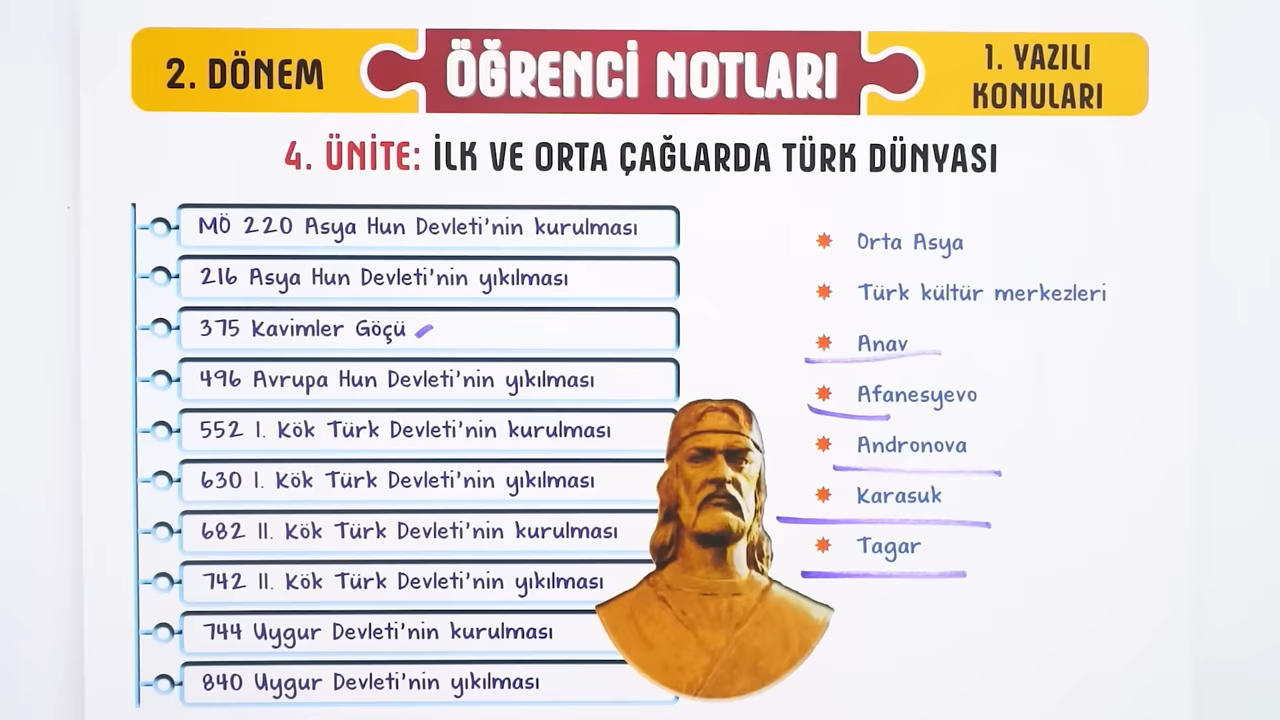 2. DÖNEM
ÖĞRENCİ NOTLARI
1. YAZILI
KONULARI
4. ÜNİTE: İLK VE ORTA ÇAĞLARDA TÜRK DÜNYASI
MÖ 220 Asya Hun Devleti'nin kurulması
216 Asya Hun Devleti'nin yıkılması
375 Kavimler Göçü
496 Avrupa Hun Devleti'nin yıkılması
552 I. Kök Türk Devleti'nin kurulması
630 I. Kök Türk Devleti'nin yıkılması
682 II. Kök Türk Devleti'nin kurulması
742 II. Kök Türk Devleti'nin yıkılması
744 Uygur Devleti'nin kurulması
840 Uygur Devleti'nin yıkılması
Orta Asya
Türk kültür merkezleri
Anav
Afanesyevo
Andronova
Karasuk
Tagar